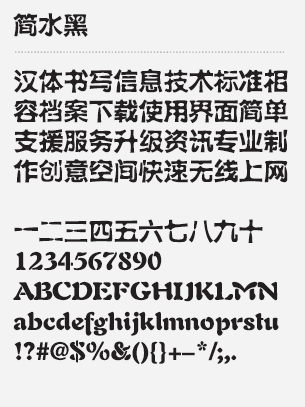 简水黑
汉体书写信息技术标准相
容档案下载使用界面简单
支援服务升级资讯专业制
作创意空间快速无线上网
一二三四五六七八九十
1234567890
ABCDEFGHIJKLMN
abcdefghijklmnoprstu
!?#@$%&(){}+−*/;,.